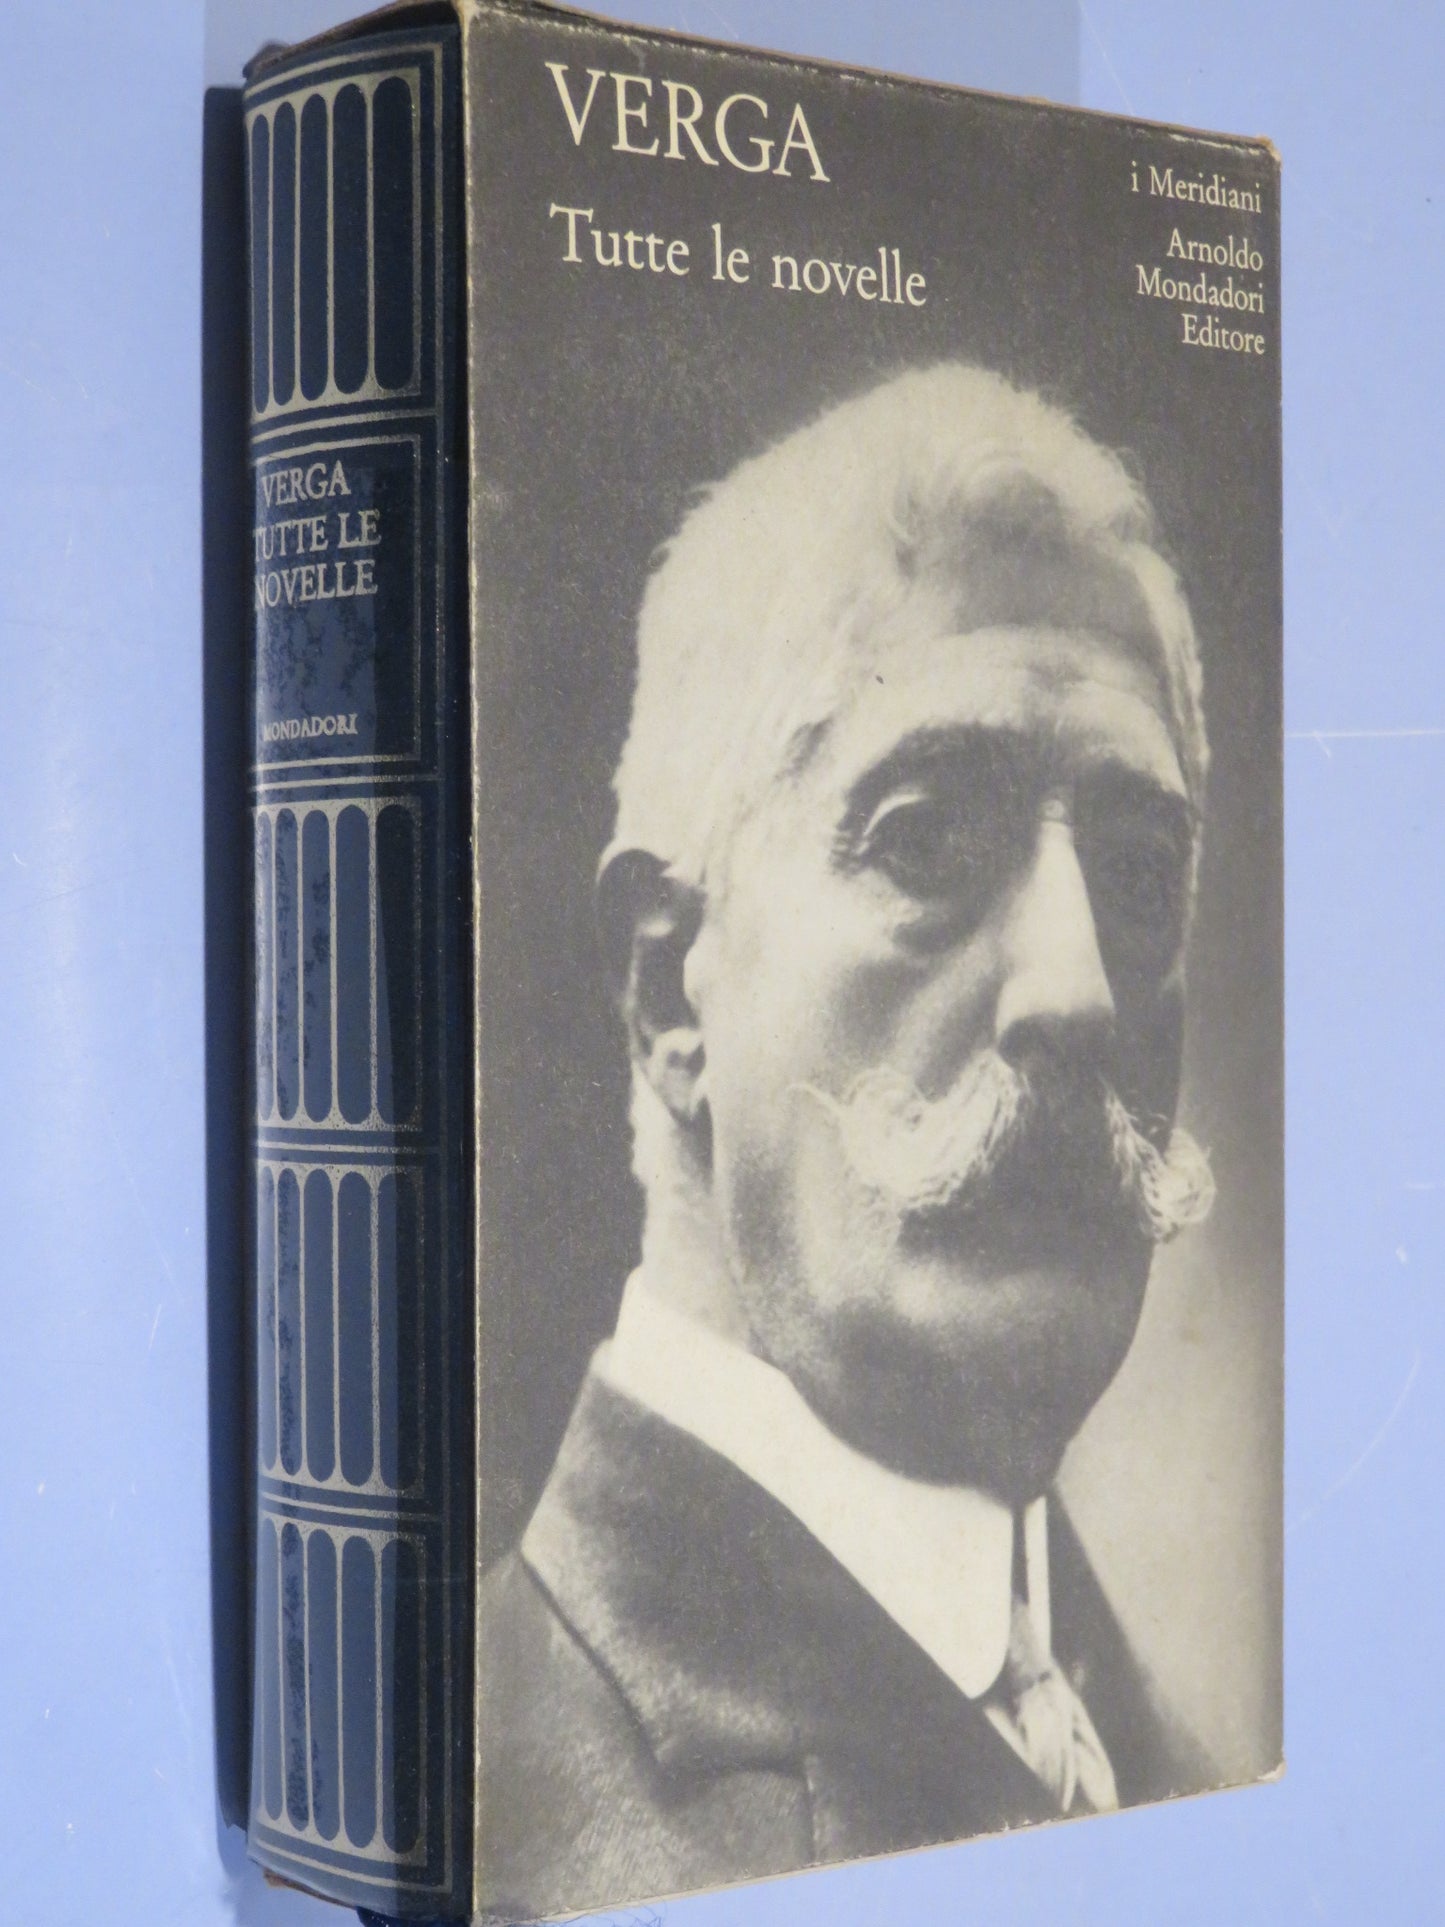 VERGA
Tutte le novelle
i Meridiani
Arnoldo
Mondadori
Editore
VERGA
TUTTE LE
NOVELLE
MONDADORI